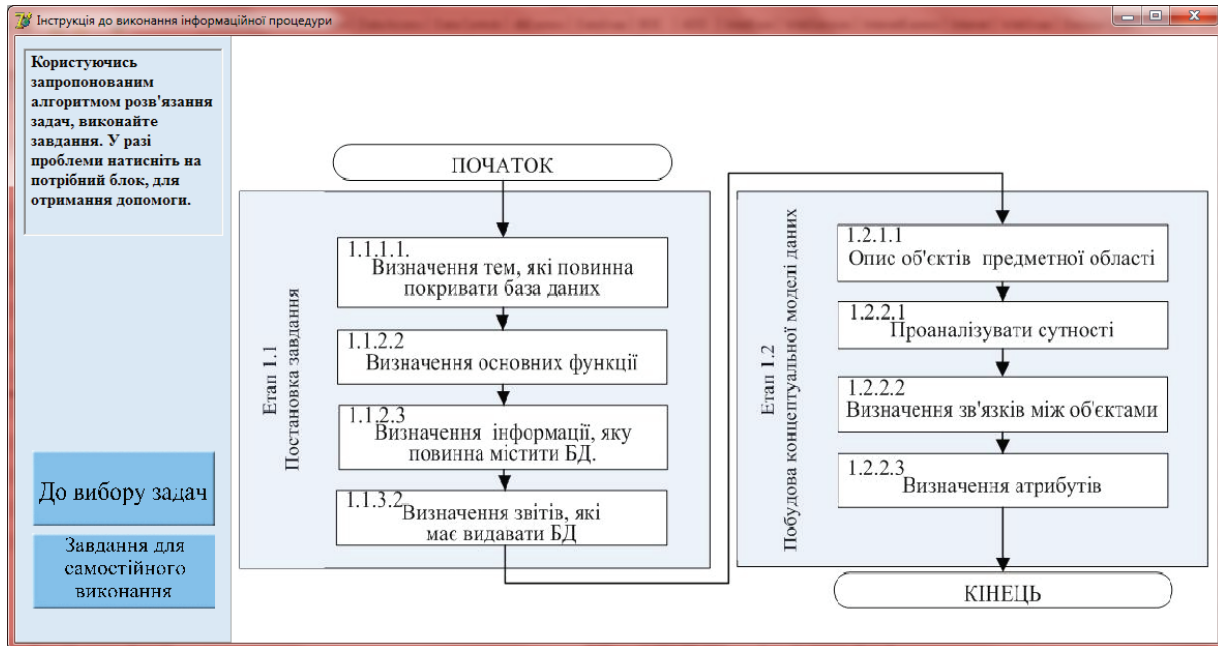 Інструкція до виконання інформаційної процедури
Користуючись
запропонованим
алгоритмом розв'язання
задач, виконайте
завдання. У разі
проблеми натисніть на
потрібний блок, для
отримання допомоги.
До вибору задач
Завдання для
самостійного
виконання
ПОЧАТОК
Етап 1.1
Постановка завдання
1.1.1.1.
Визначення тем, які повинна
покривати база даних
1.1.2.2
Визначення основних функції
1.1.2.3
Визначення інформації, яку
повинна містити БД.
1.1.3.2
Визначення звітів, які
має видавати БД
Етап 1.2
Побудова концептуальної моделі даних
1.2.1.1
Опис об'єктів предметної області
1.2.2.1
Проаналізувати сутності
1.2.2.2
Визначення зв'язків між об'єктами
1.2.2.3
Визначення атрибутів
КІНЕЦЬ